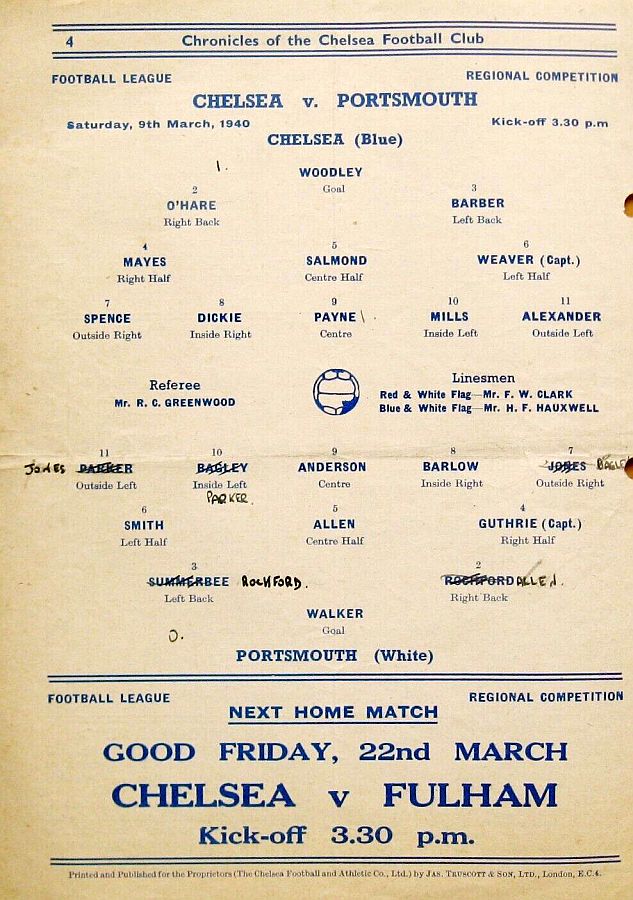 4 Chronicles of the Chelsea Football Club
FOOTBALL LEAGUE REGIONAL COMPETITION
CHELSEA v. PORTSMOUTH
Saturday, 9th March, 1940 Kick-off 3.30 p.m
CHELSEA (Blue)
1.
WOODLEY
Goal
2 3
O'HARE BARBER
Right Back Left Back
4 5 6
MAYES SALMOND WEAVER (Capt.)
Right Half Centre Half Left Half
7 8 9 10 11
SPENCE DICKIE PAYNE \ . MILLS ALEXANDER
Outside Right Inside Right Centre Inside Left Outside Left
Referee Linesmen
Mr. R. C. GREENWOOD
Red & White Flag—Mr. F. W. CLARK
Blue & White Flag—Mr. H. F. HAUXWELL
11 10 9 8 7
JONES PARKER BAGLEY ANDERSON BARLOW JONES BAGLEY
Outside Left Inside Left Centre Inside Right Outside Right
PARKER
6 5 4
SMITH ALLEN GUTHRIE (Capt.)
Left Half Centre Half Right Half
3 2
SUMMERBEE ROCHFORD. ROCHFORD ALLEN.
Left Back Right Back
WALKER
Goal
0.
PORTSMOUTH (White)
FOOTBALL LEAGUE REGIONAL COMPETITION
NEXT HOME MATCH
GOOD FRIDAY, 22nd MARCH
CHELSEA v FULHAM
Kick-off 3.30 p.m.
Printed and Published for the Proprietors (The Chelsea Football and Athletic Co., Ltd.) by JAS. TRUSCOTT & SON, LTD., London, E.C.4.